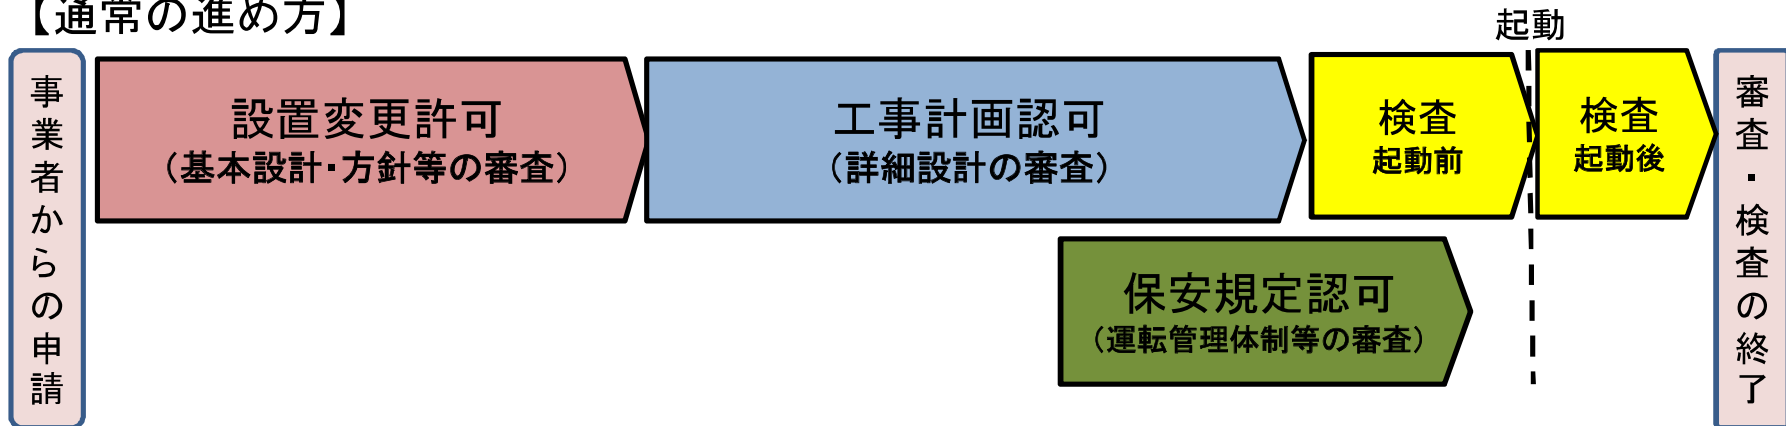 【通常の進め方】
起動
事業者からの申請
設置変更許可
（基本設計・方針等の審査）
工事計画認可
（詳細設計の審査）
検査
起動前
検査
起動後
審査・検査の終了
保安規定認可
（運転管理体制等の審査）